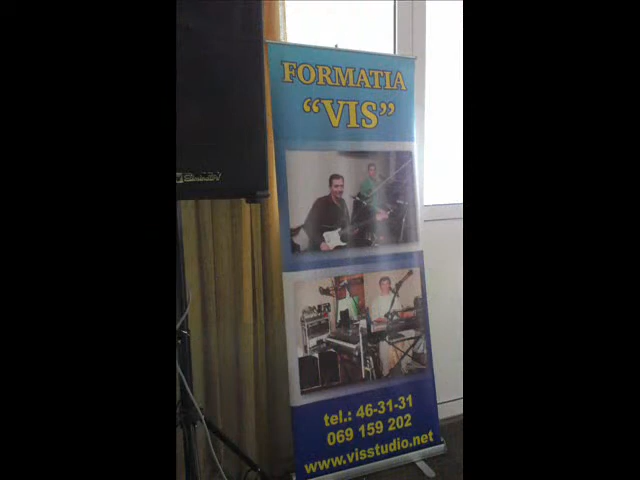 FORMATIA
“VIS”
tel.: 46-31-31
069 159 202
www.visstudio.net